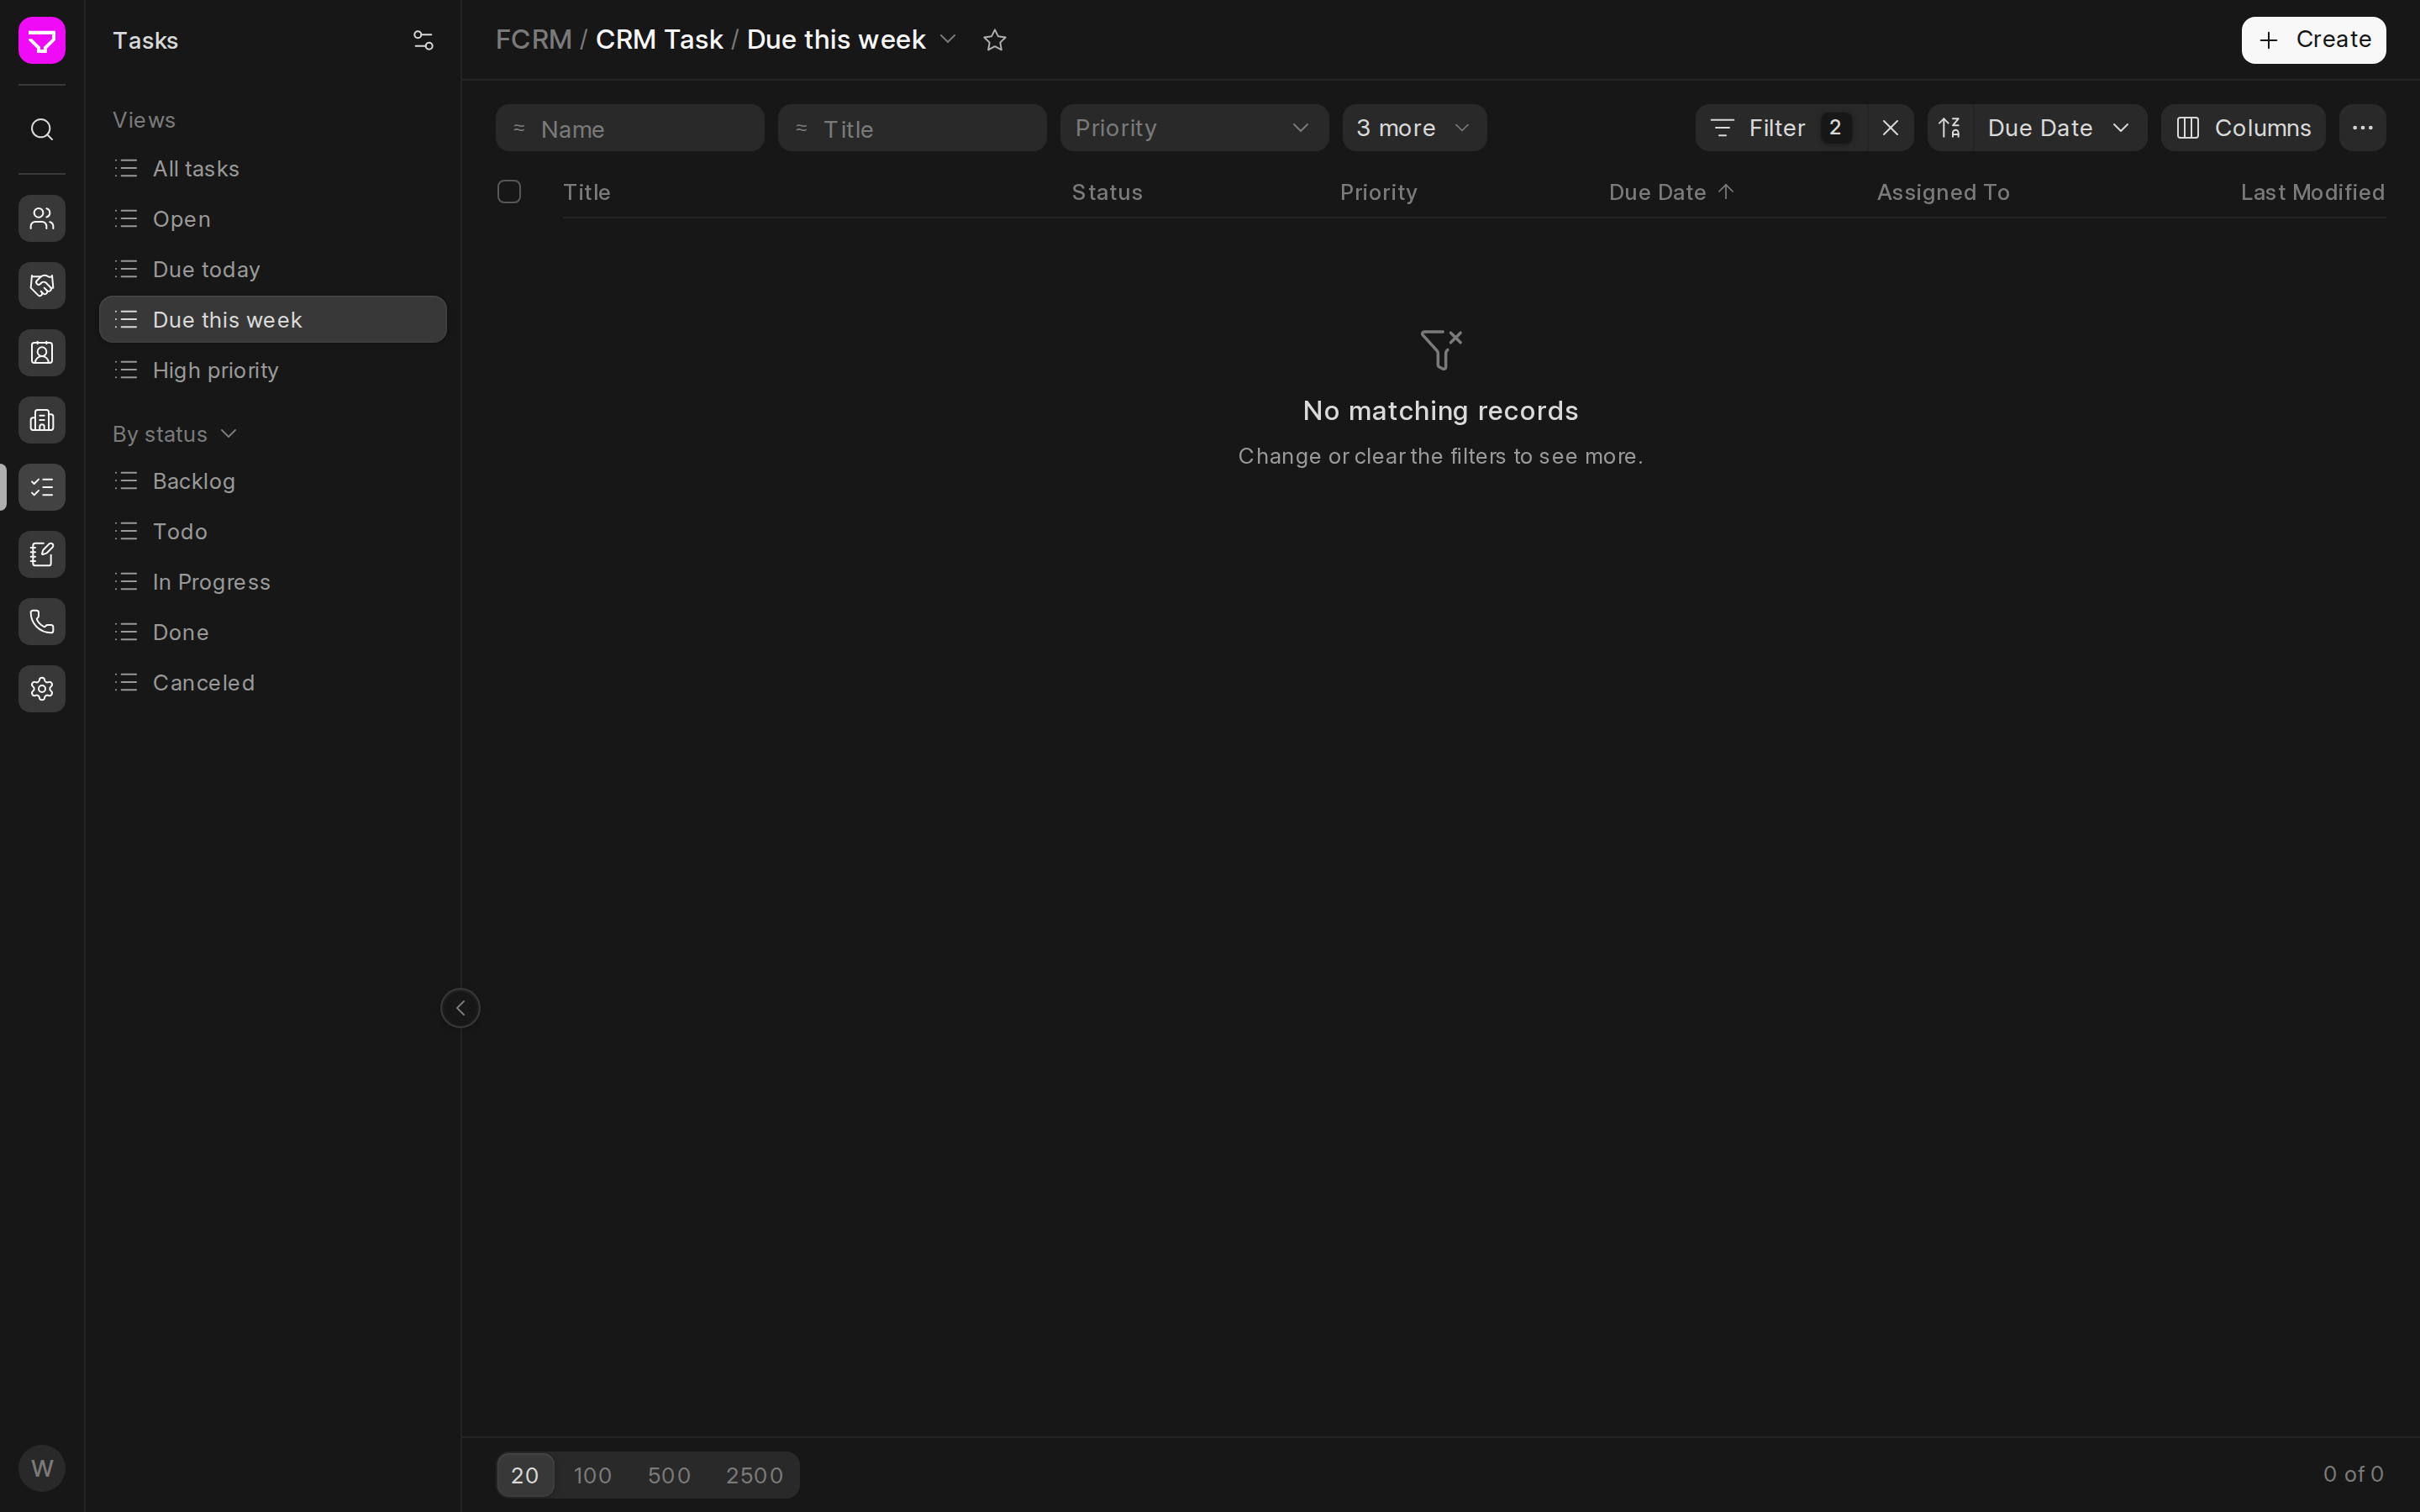 Tasks
Views
All tasks
Open
Due today
Due this week
High priority
By status
Backlog
Todo
In Progress
Done
Canceled
W
FCRM / CRM Task / Due this week
Create
≈ Name
≈ Title
Priority
3 more
Filter 2
Due Date
Columns
Title Status Priority Due Date Assigned To Last Modified
No matching records
Change or clear the filters to see more.
20 100 500 2500
0 of 0